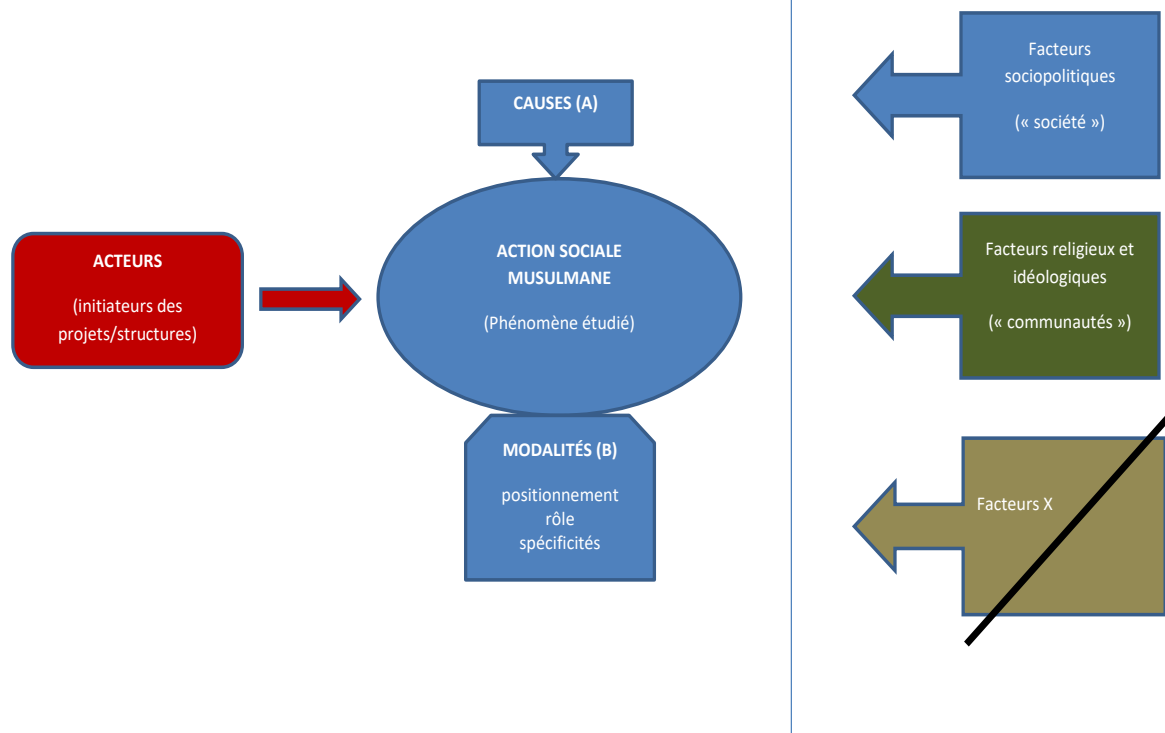 CAUSES (A)
ACTEURS
(initiateurs des
projets/structures)
ACTION SOCIALE
MUSULMANE
(Phénomène étudié)
MODALITÉS (B)
positionnement
rôle
spécificités
Facteurs
sociopolitiques
(« société »)
Facteurs religieux et
idéologiques
(« communautés »)
Facteurs X